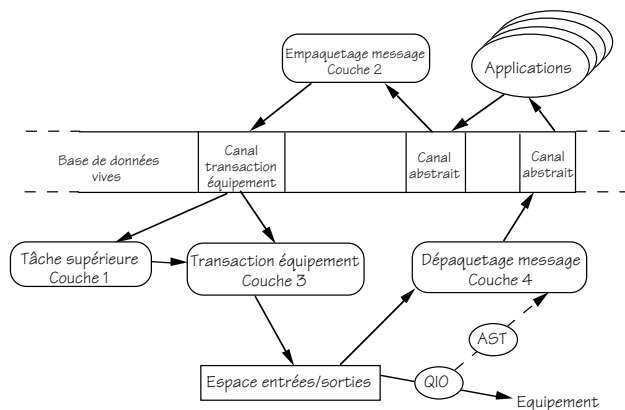 Empaquetage message
Couche 2
Applications
Base de données
vives
Canal
transaction
équipement
Canal
abstrait
Canal
abstrait
Tâche supérieure
Couche 1
Transaction équipement
Couche 3
Dépaquetage message
Couche 4
AST
Espace entrées/sorties
QIO
Equipement